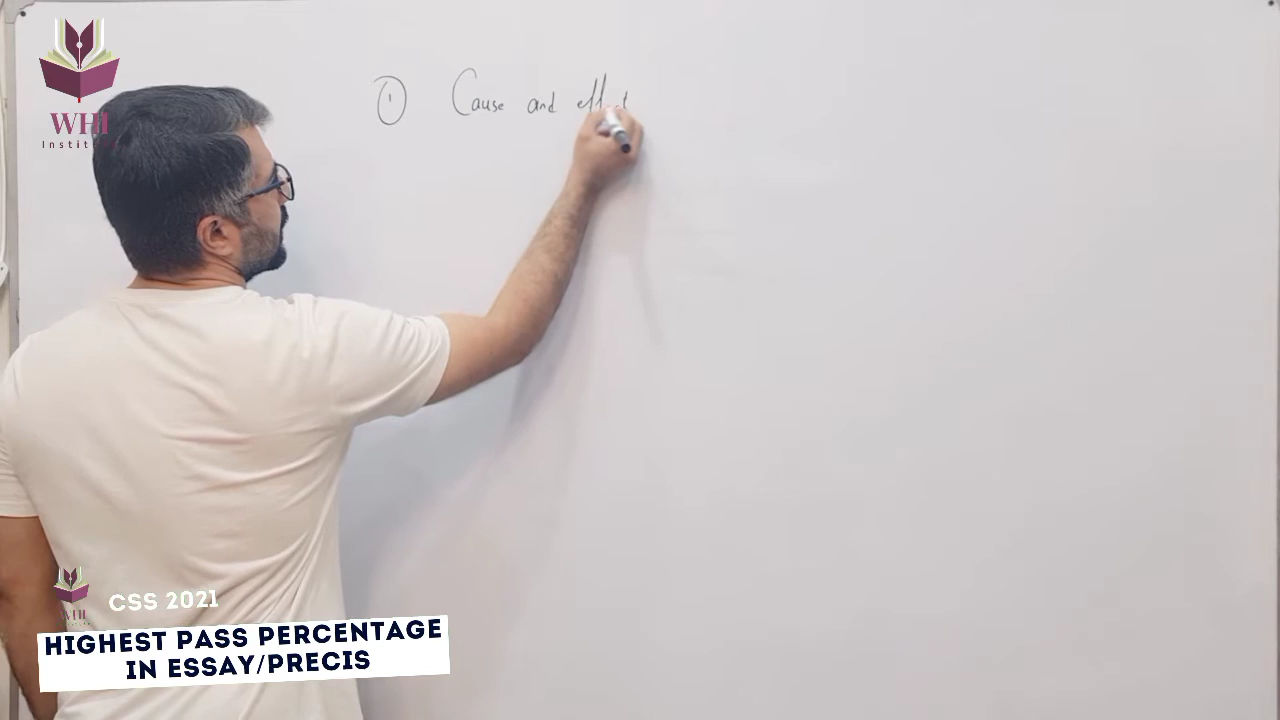 WHI
Institute
① Cause and effect
CSS 2021
HIGHEST PASS PERCENTAGE
IN ESSAY/PRECIS